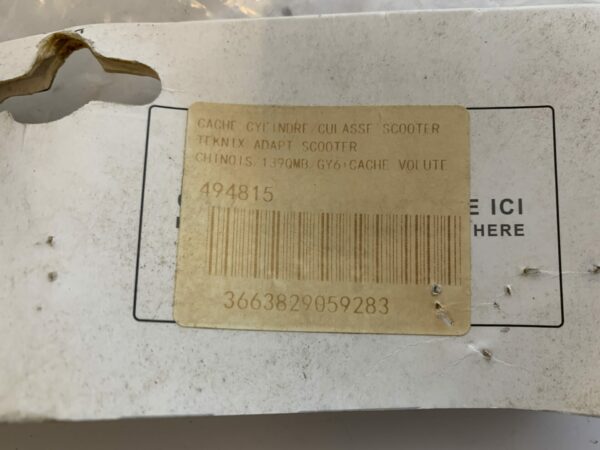 CACHE CYLINDRE/CULASSE SCOOTER
TEKNIX ADAPT SCOOTER
CHINOIS 139QMB/GY6+CACHE VOLUTE
494815
E ICI
HERE
3663829059283